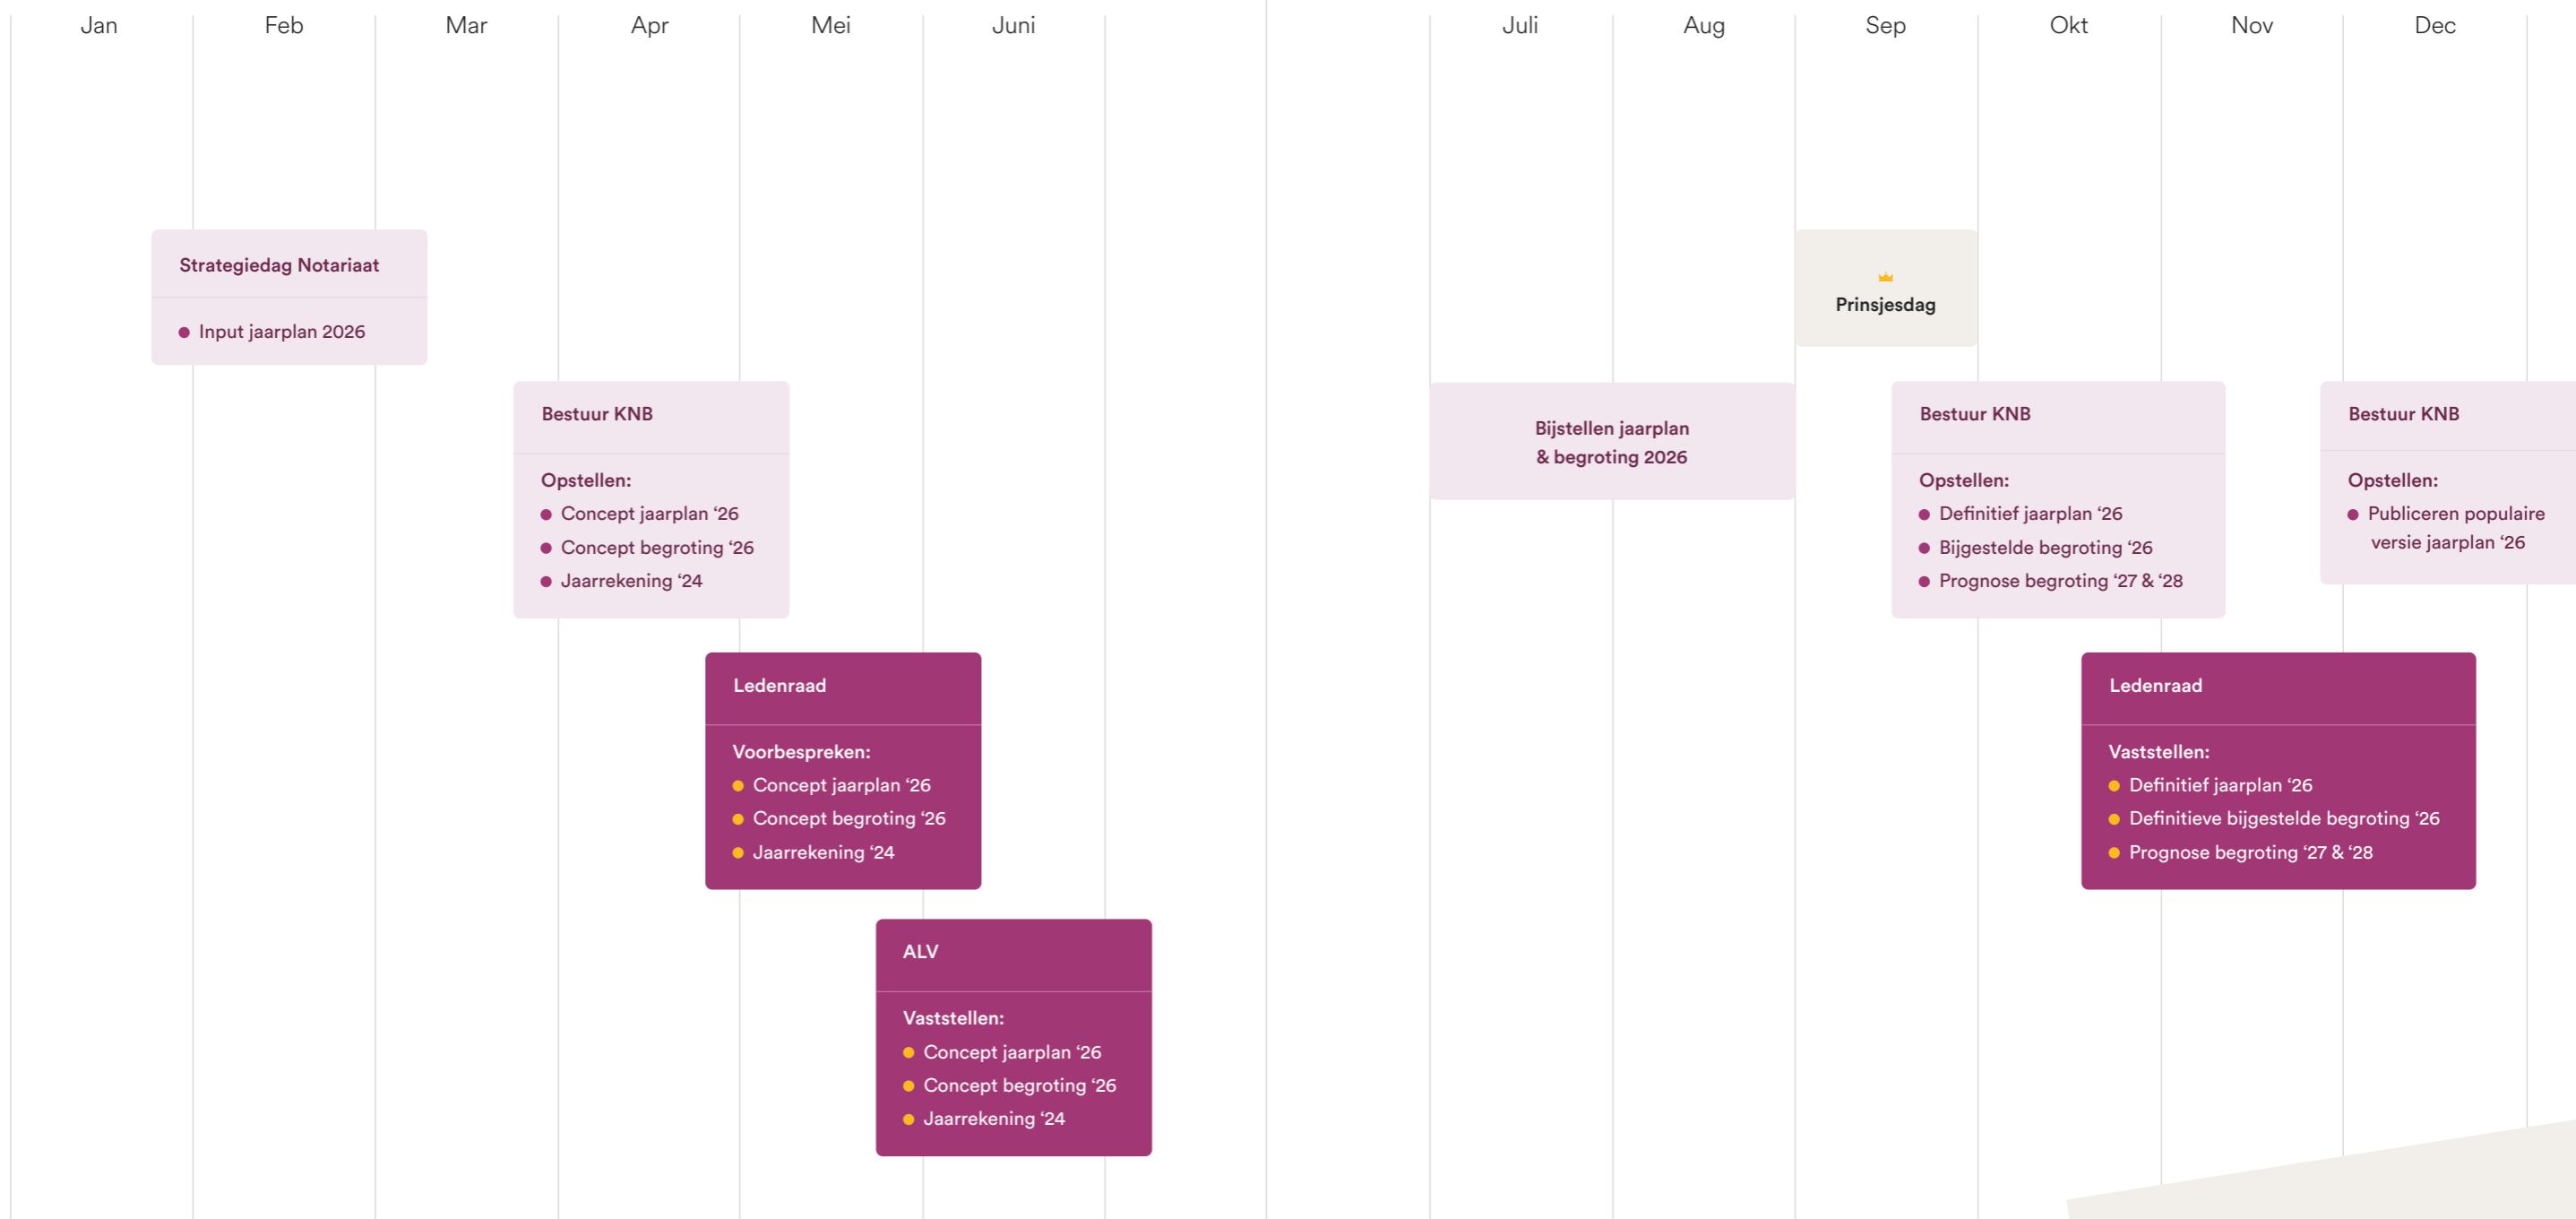 Jan
Feb
Mar
Apr
Mei
Juni
Juli
Aug
Sep
Okt
Nov
Dec
Strategiedag Notariaat
Input jaarplan 2026
Bestuur KNB
Opstellen:
Concept jaarplan ‘26
Concept begroting ‘26
Jaarrekening ‘24
Ledenraad
Voorbespreken:
Concept jaarplan ‘26
Concept begroting ‘26
Jaarrekening ‘24
ALV
Vaststellen:
Concept jaarplan ‘26
Concept begroting ‘26
Jaarrekening ‘24
Bijstellen jaarplan
& begroting 2026
Prinsjesdag
Bestuur KNB
Opstellen:
Definitief jaarplan ‘26
Bijgestelde begroting ‘26
Prognose begroting ‘27 & ‘28
Ledenraad
Vaststellen:
Definitief jaarplan ‘26
Definitieve bijgestelde begroting ‘26
Prognose begroting ‘27 & ‘28
Bestuur KNB
Opstellen:
Publiceren populaire
versie jaarplan ‘26